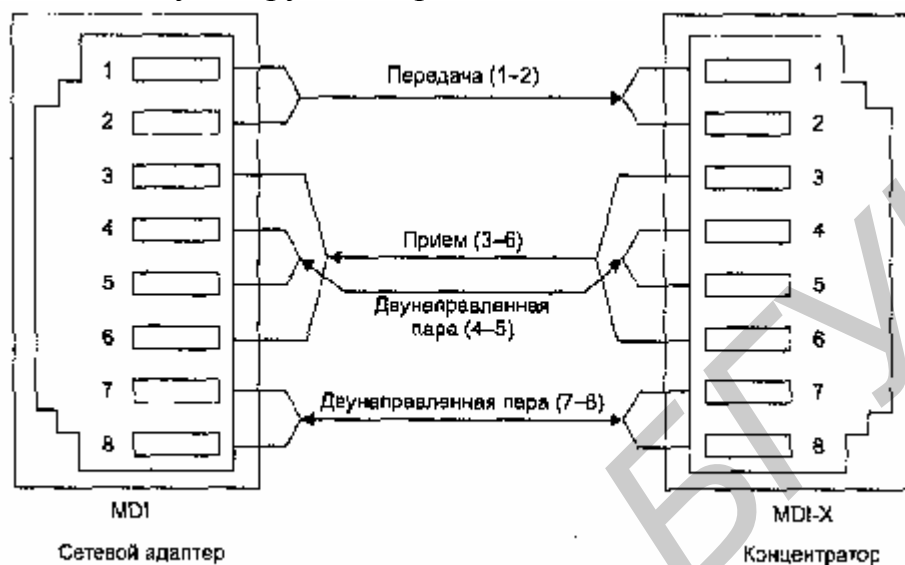 1
2
3
4
5
6
7
8
Передача (1–2)
Прием (3–6)
Двунаправленная
пара (4–5)
Двунаправленная пара (7–8)
1
2
3
4
5
6
7
8
MDI
Сетевой адаптер
MDI-X
Концентратор